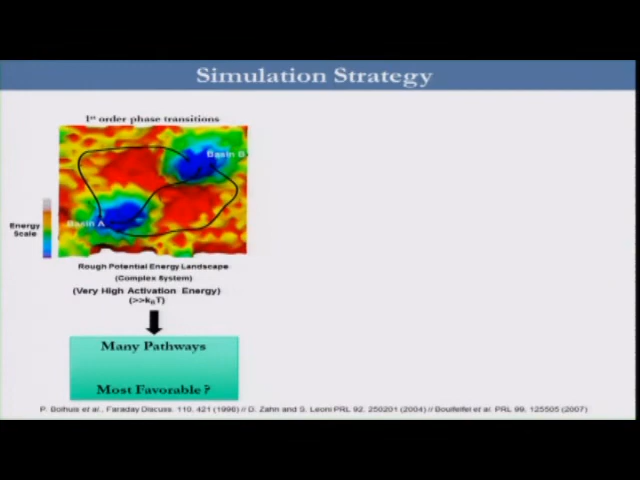 Simulation Strategy
1st order phase transitions
Basin B
Basin A
Energy
Scale
Rough Potential Energy Landscape
(Complex System)
(Very High Activation Energy)
(>>kBT)
Many Pathways
Most Favorable ?
P. Bolhuis et al., Faraday Discuss. 110, 421 (1998) // D. Zahn and S. Leoni PRL 92, 250201 (2004) // Boulfelfel et al. PRL 99, 125505 (2007)